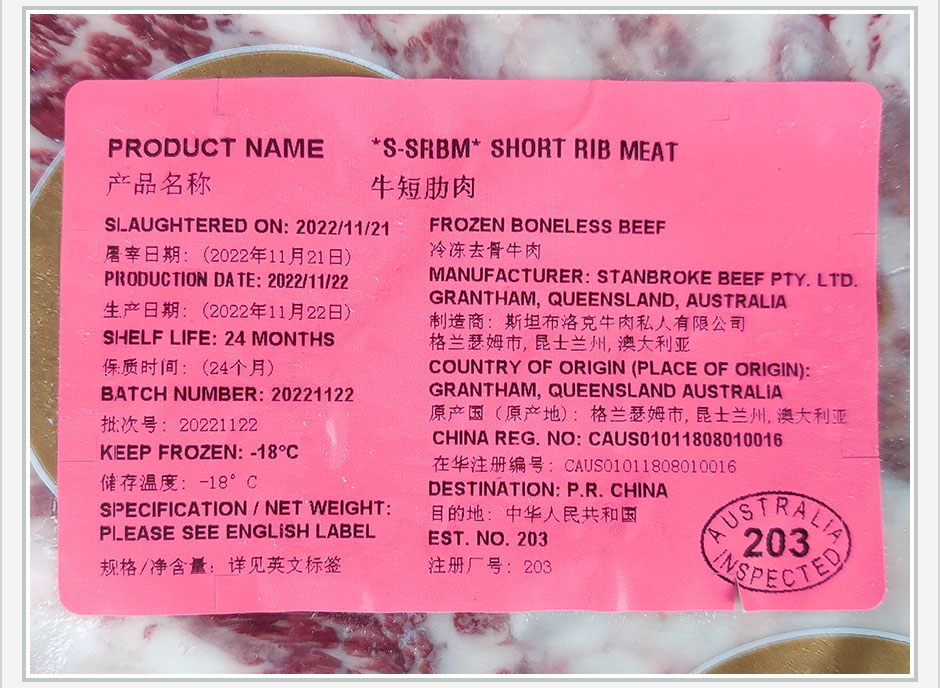 PRODUCT NAME *S-SRBM* SHORT RIB MEAT
产品名称 牛短肋肉
SLAUGHTERED ON: 2022/11/21
屠宰日期: (2022年11月21日)
PRODUCTION DATE: 2022/11/22
生产日期: (2022年11月22日)
SHELF LIFE: 24 MONTHS
保质时间: (24个月)
BATCH NUMBER: 20221122
批次号: 20221122
KEEP FROZEN: -18°C
储存温度: -18°C
SPECIFICATION / NET WEIGHT:
PLEASE SEE ENGLISH LABEL
规格/净含量: 详见英文标签
FROZEN BONELESS BEEF
冷冻去骨牛肉
MANUFACTURER: STANBROKE BEEF PTY. LTD.
GRANTHAM, QUEENSLAND, AUSTRALIA
制造商: 斯坦布洛克牛肉私人有限公司
格兰瑟姆市, 昆士兰州, 澳大利亚
COUNTRY OF ORIGIN (PLACE OF ORIGIN):
GRANTHAM, QUEENSLAND AUSTRALIA
原产国 (原产地): 格兰瑟姆市, 昆士兰州, 澳大利亚
CHINA REG. NO: CAUS01011808010016
在华注册编号: CAUS01011808010016
DESTINATION: P.R. CHINA
目的地: 中华人民共和国
EST. NO. 203
注册厂号: 203
AUSTRALIA
203
INSPECTED